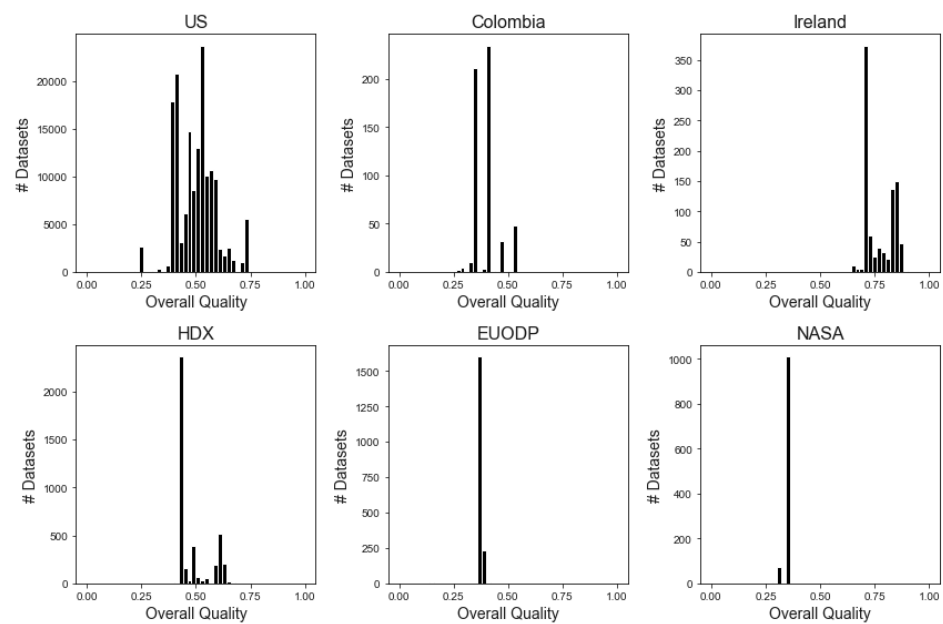 US
Colombia
Ireland
# Datasets
20000
15000
10000
5000
0
0.00 0.25 0.50 0.75 1.00
Overall Quality
# Datasets
200
150
100
50
0
0.00 0.25 0.50 0.75 1.00
Overall Quality
# Datasets
350
300
250
200
150
100
50
0
0.00 0.25 0.50 0.75 1.00
Overall Quality
HDX
EUODP
NASA
# Datasets
2000
1500
1000
500
0
0.00 0.25 0.50 0.75 1.00
Overall Quality
# Datasets
1500
1250
1000
750
500
250
0
0.00 0.25 0.50 0.75 1.00
Overall Quality
# Datasets
1000
800
600
400
200
0
0.00 0.25 0.50 0.75 1.00
Overall Quality